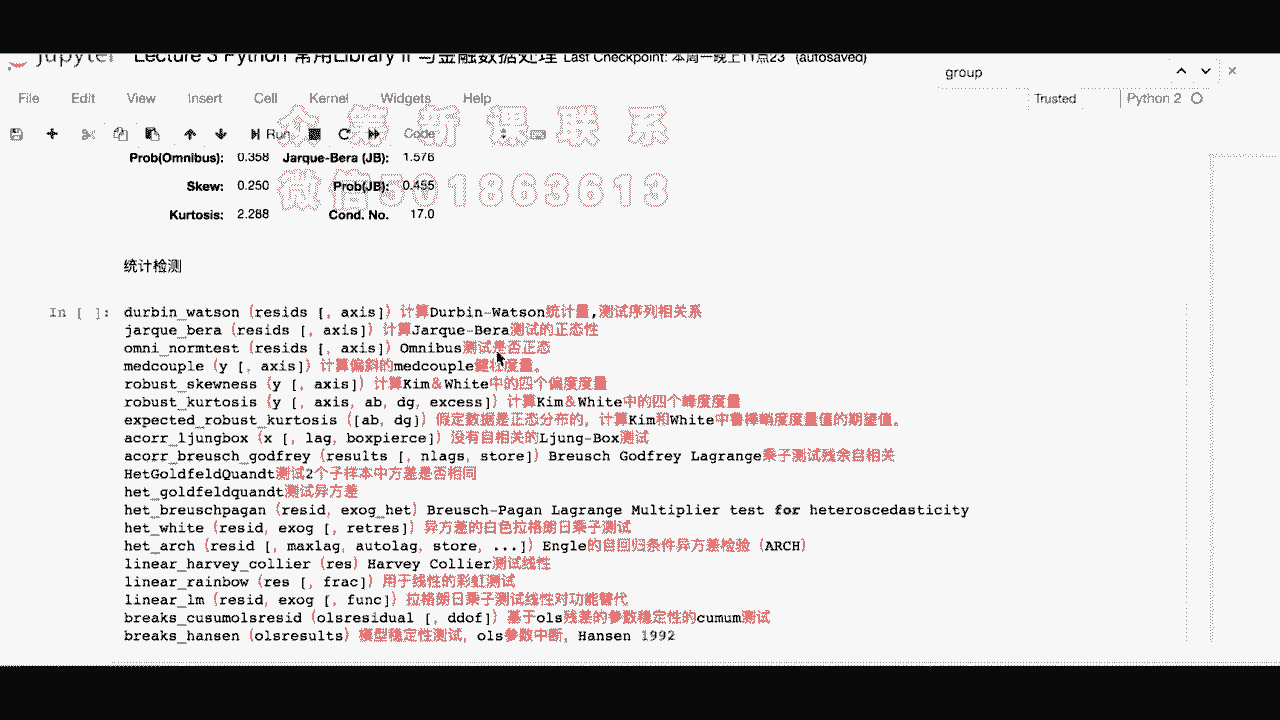 jupyter Lecture 3 Python 常用Library II 与金融数据处理 Last Checkpoint: 本周一晚上11点23 (autosaved)
group
File Edit View Insert Cell Kernel Widgets Help
Trusted Python 2
Run Code
众筹新课联系
微信501863613
Prob(Omnibus): 0.358 Jarque-Bera (JB): 1.576
Skew: 0.250 Prob(JB): 0.455
Kurtosis: 2.288 Cond. No. 17.0
统计检测
In [ ]: durbin_watson (resids [, axis]) 计算Durbin-Watson统计量,测试序列相关系
jarque_bera (resids [, axis]) 计算Jarque-Bera测试的正态性
omni_normtest (resids [, axis]) Omnibus测试是否正态
medcouple (y [, axis]) 计算偏斜的medcouple健壮度量。
robust_skewness (y [, axis]) 计算Kim&White中的四个偏度度量
robust_kurtosis (y [, axis, ab, dg, excess]) 计算Kim&White中的四个峰度度量
expected_robust_kurtosis ([ab, dg]) 假定数据是正态分布的，计算Kim和White中鲁棒峭度度量值的期望值。
acorr_ljungbox (x [, lag, boxpierce]) 没有自相关的Ljung-Box测试
acorr_breusch_godfrey (results [, nlags, store]) Breusch Godfrey Lagrange乘子测试残余自相关
HetGoldfeldQuandt测试2个子样本中方差是否相同
het_goldfeldquandt测试异方差
het_breuschpagan (resid, exog_het) Breusch-Pagan Lagrange Multiplier test for heteroscedasticity
het_white (resid, exog [, retres]) 异方差的白色拉格朗日乘子测试
het_arch (resid [, maxlag, autolag, store, ...]) Engle的自回归条件异方差检验 (ARCH)
linear_harvey_collier (res) Harvey Collier测试线性
linear_rainbow (res [, frac]) 用于线性的彩虹测试
linear_lm (resid, exog [, func]) 拉格朗日乘子测试线性对功能替代
breaks_cusumolsresid (olsresidual [, ddof]) 基于ols残差的参数稳定性的cumum测试
breaks_hansen (olsresults) 模型稳定性测试，ols参数中断，Hansen 1992